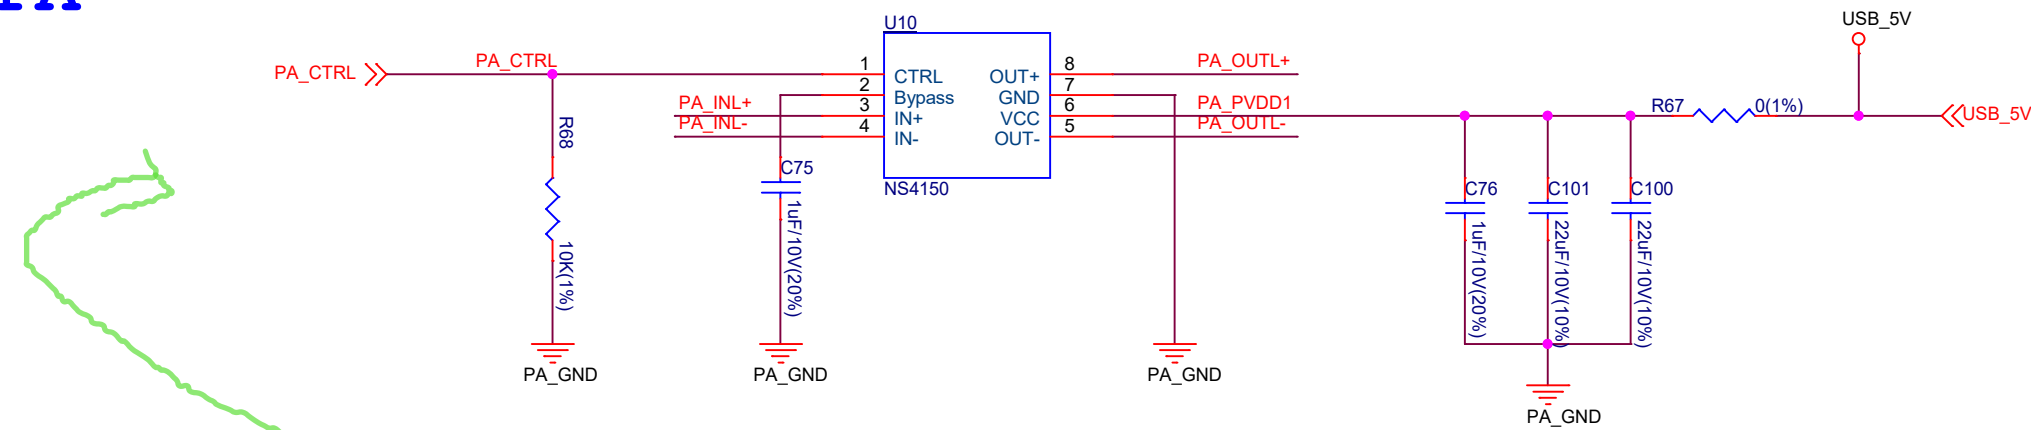 USB_5V
U10
PA_CTRL
PA_CTRL
1
CTRL
OUT+
8
PA_OUTL+
2
Bypass
GND
7
PA_INL+
3
IN+
VCC
6
PA_PVDD1
R67
0(1%)
USB_5V
PA_INL-
4
IN-
OUT-
5
PA_OUTL-
NS4150
R68
10K(1%)
C75
1uF/10V(20%)
C76
1uF/10V(20%)
C101
22uF/10V(10%)
C100
22uF/10V(10%)
PA_GND
PA_GND
PA_GND
PA_GND